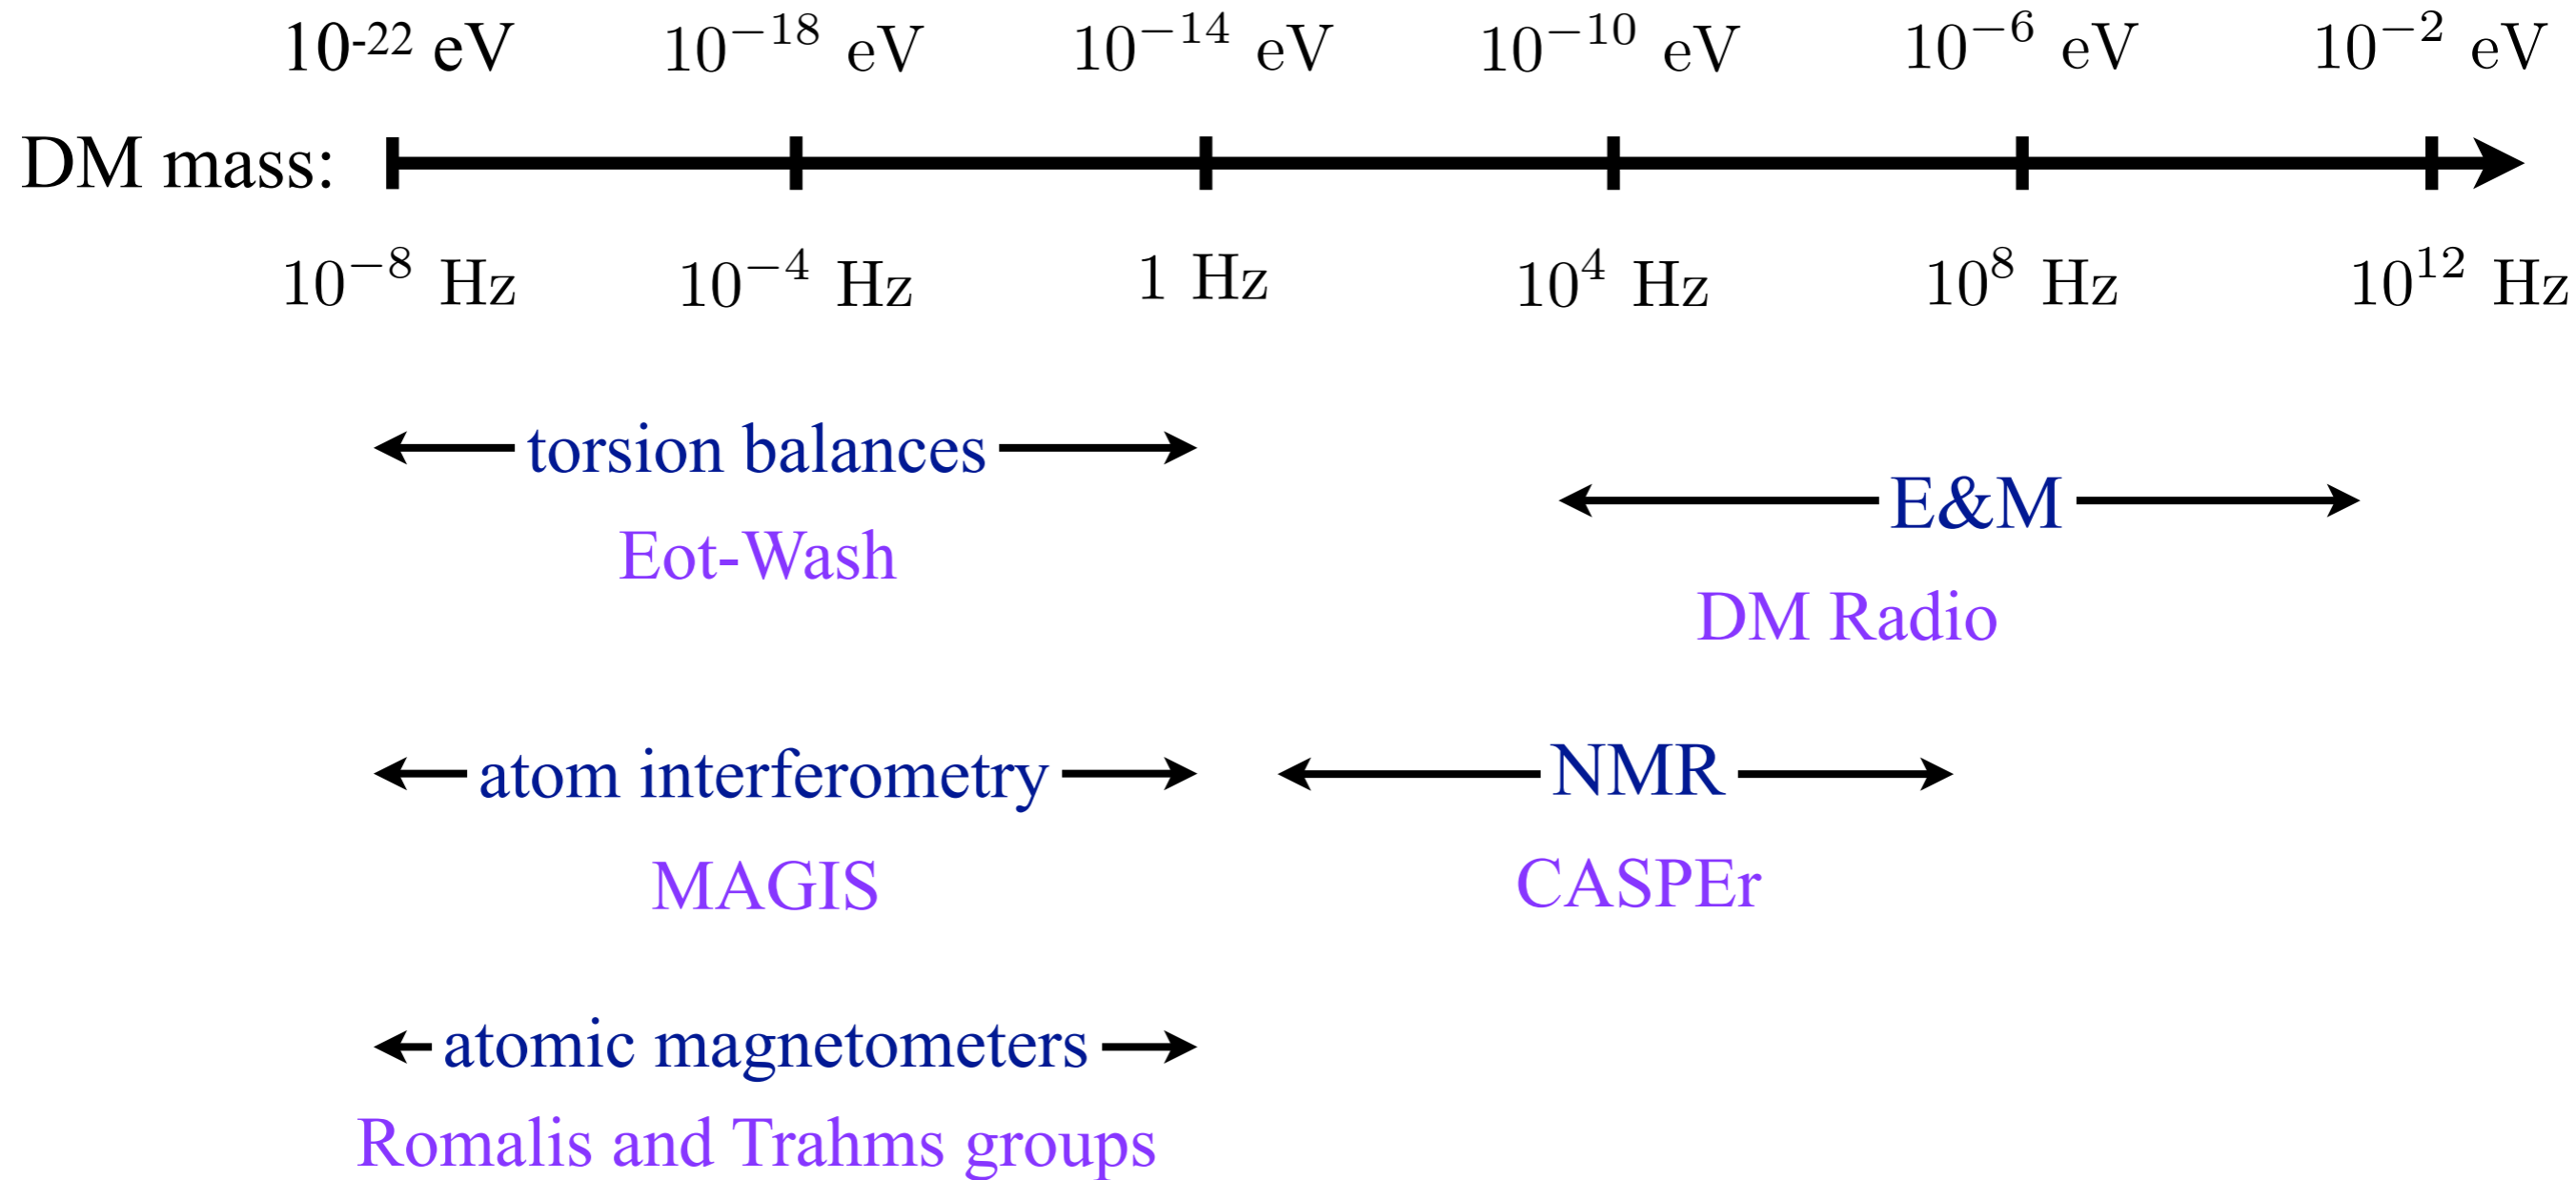 10⁻²² eV 10⁻¹⁸ eV 10⁻¹⁴ eV 10⁻¹⁰ eV 10⁻⁶ eV 10⁻² eV
DM mass:
10⁻⁸ Hz 10⁻⁴ Hz 1 Hz 10⁴ Hz 10⁸ Hz 10¹² Hz
torsion balances
Eot-Wash
E&M
DM Radio
atom interferometry
MAGIS
NMR
CASPEr
atomic magnetometers
Romalis and Trahms groups